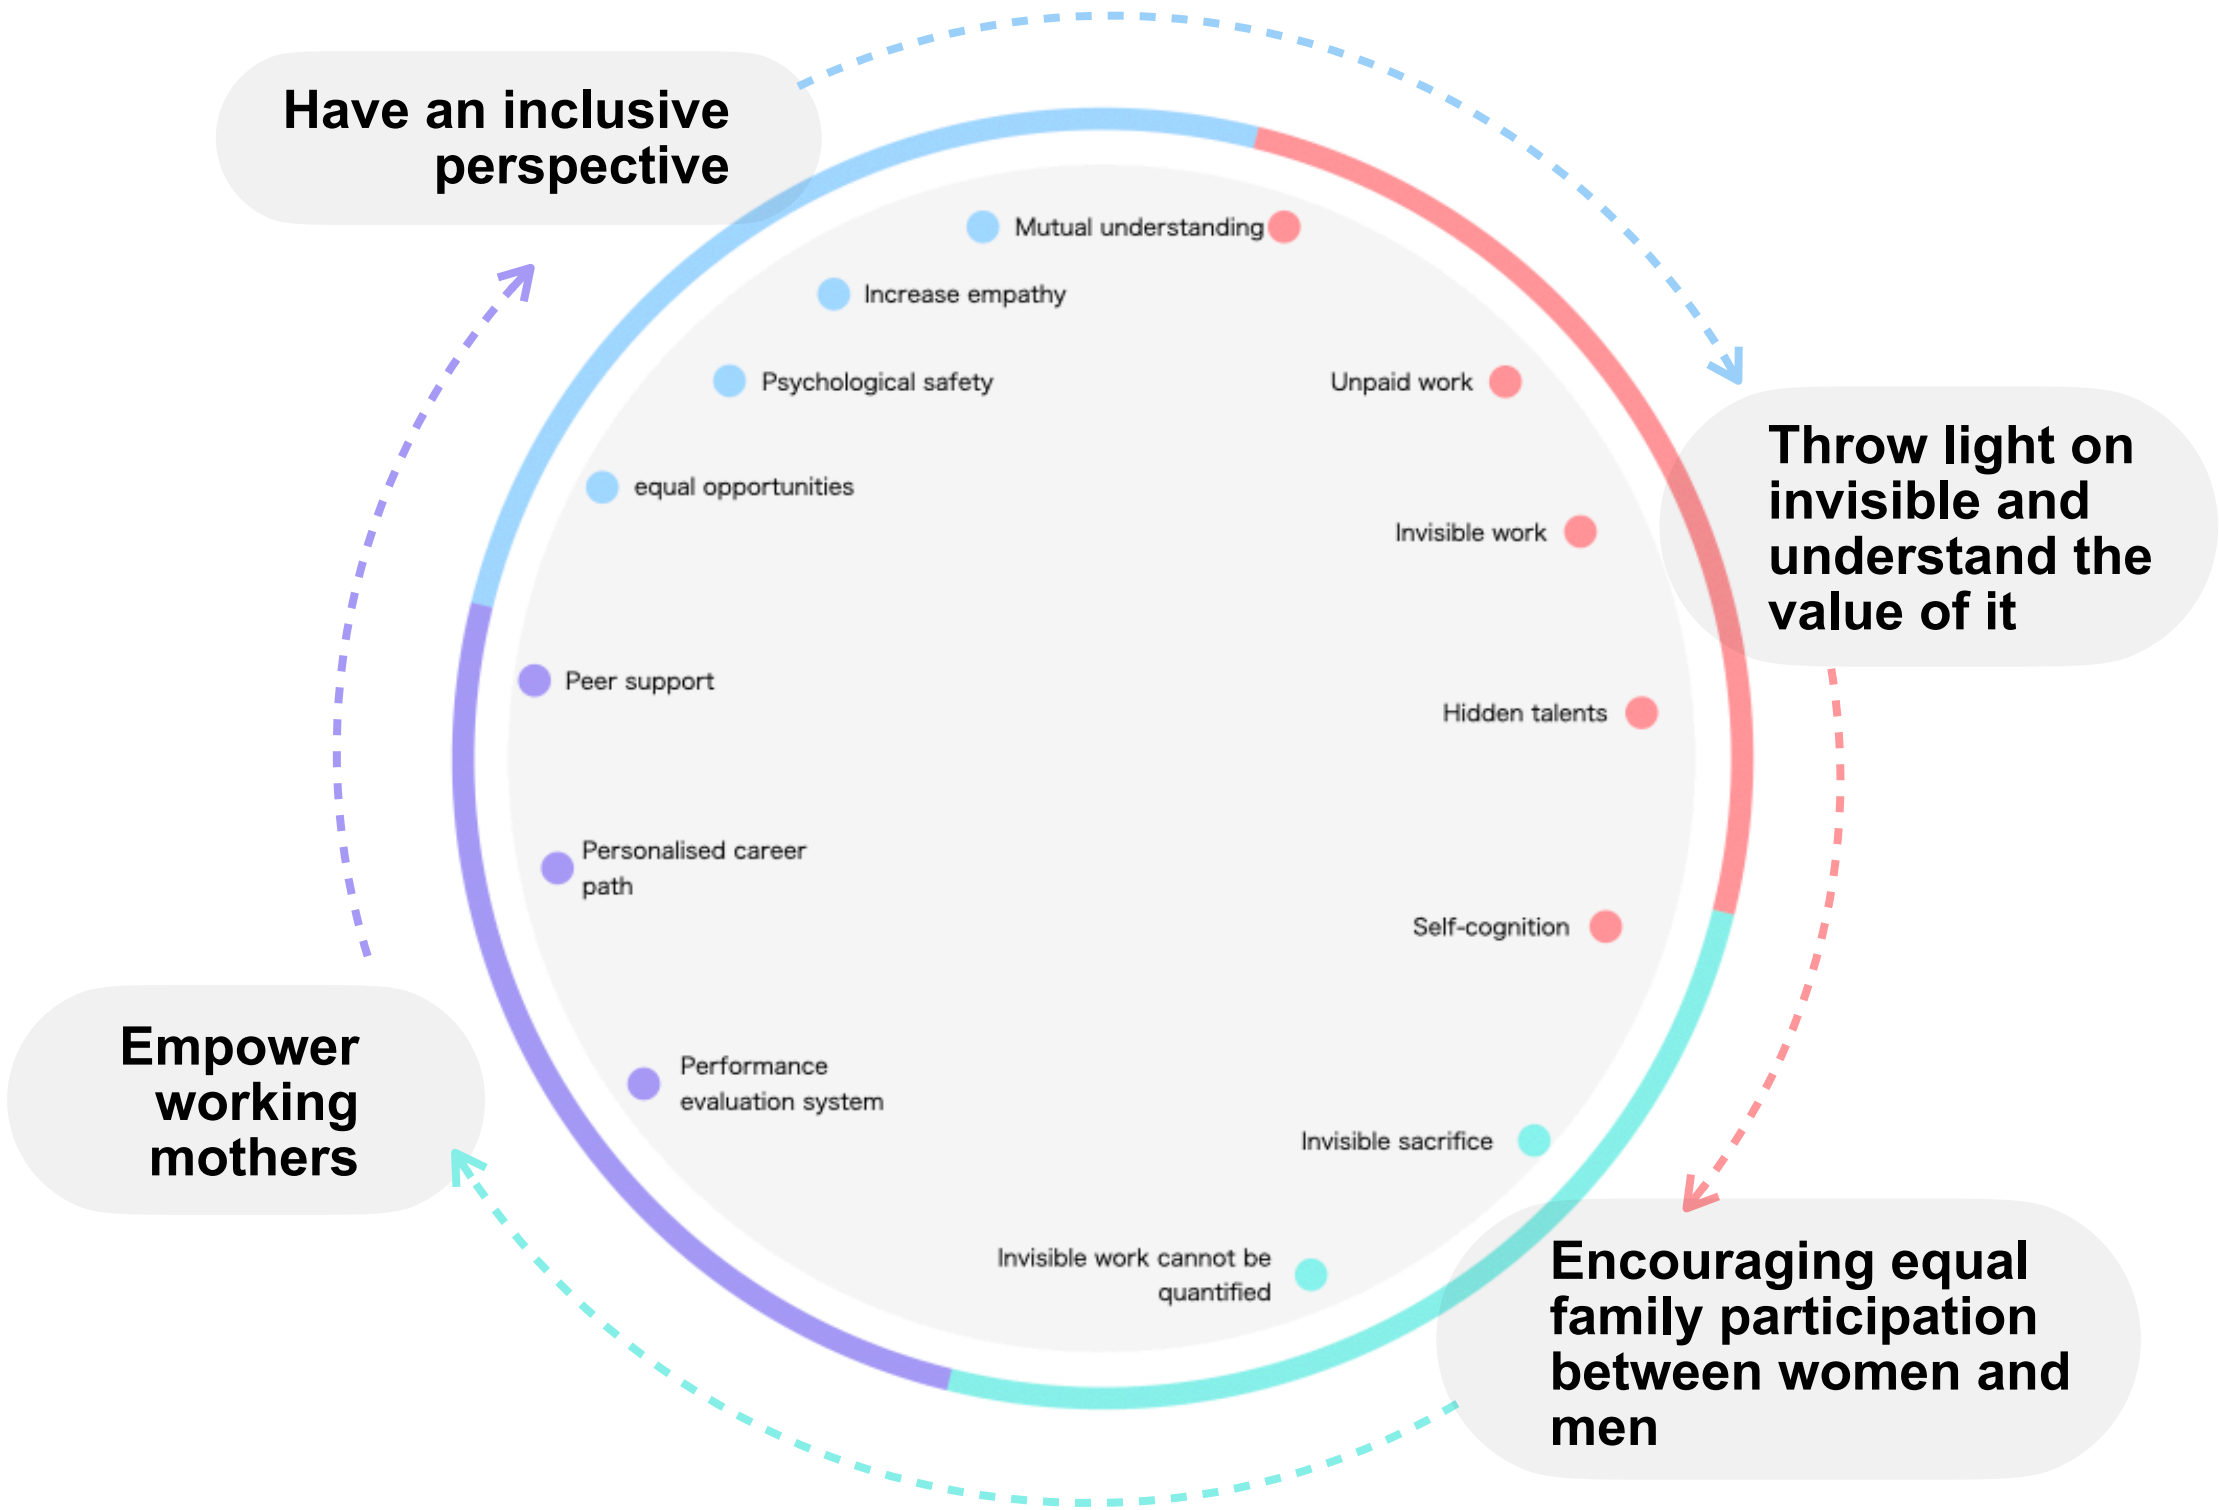 Have an inclusive
perspective
Mutual understanding
Increase empathy
Psychological safety
equal opportunities
Unpaid work
Invisible work
Throw light on
invisible and
understand the
value of it
Peer support
Hidden talents
Personalised career
path
Self-cognition
Empower
working
mothers
Performance
evaluation system
Invisible sacrifice
Invisible work cannot be
quantified
Encouraging equal
family participation
between women and
men